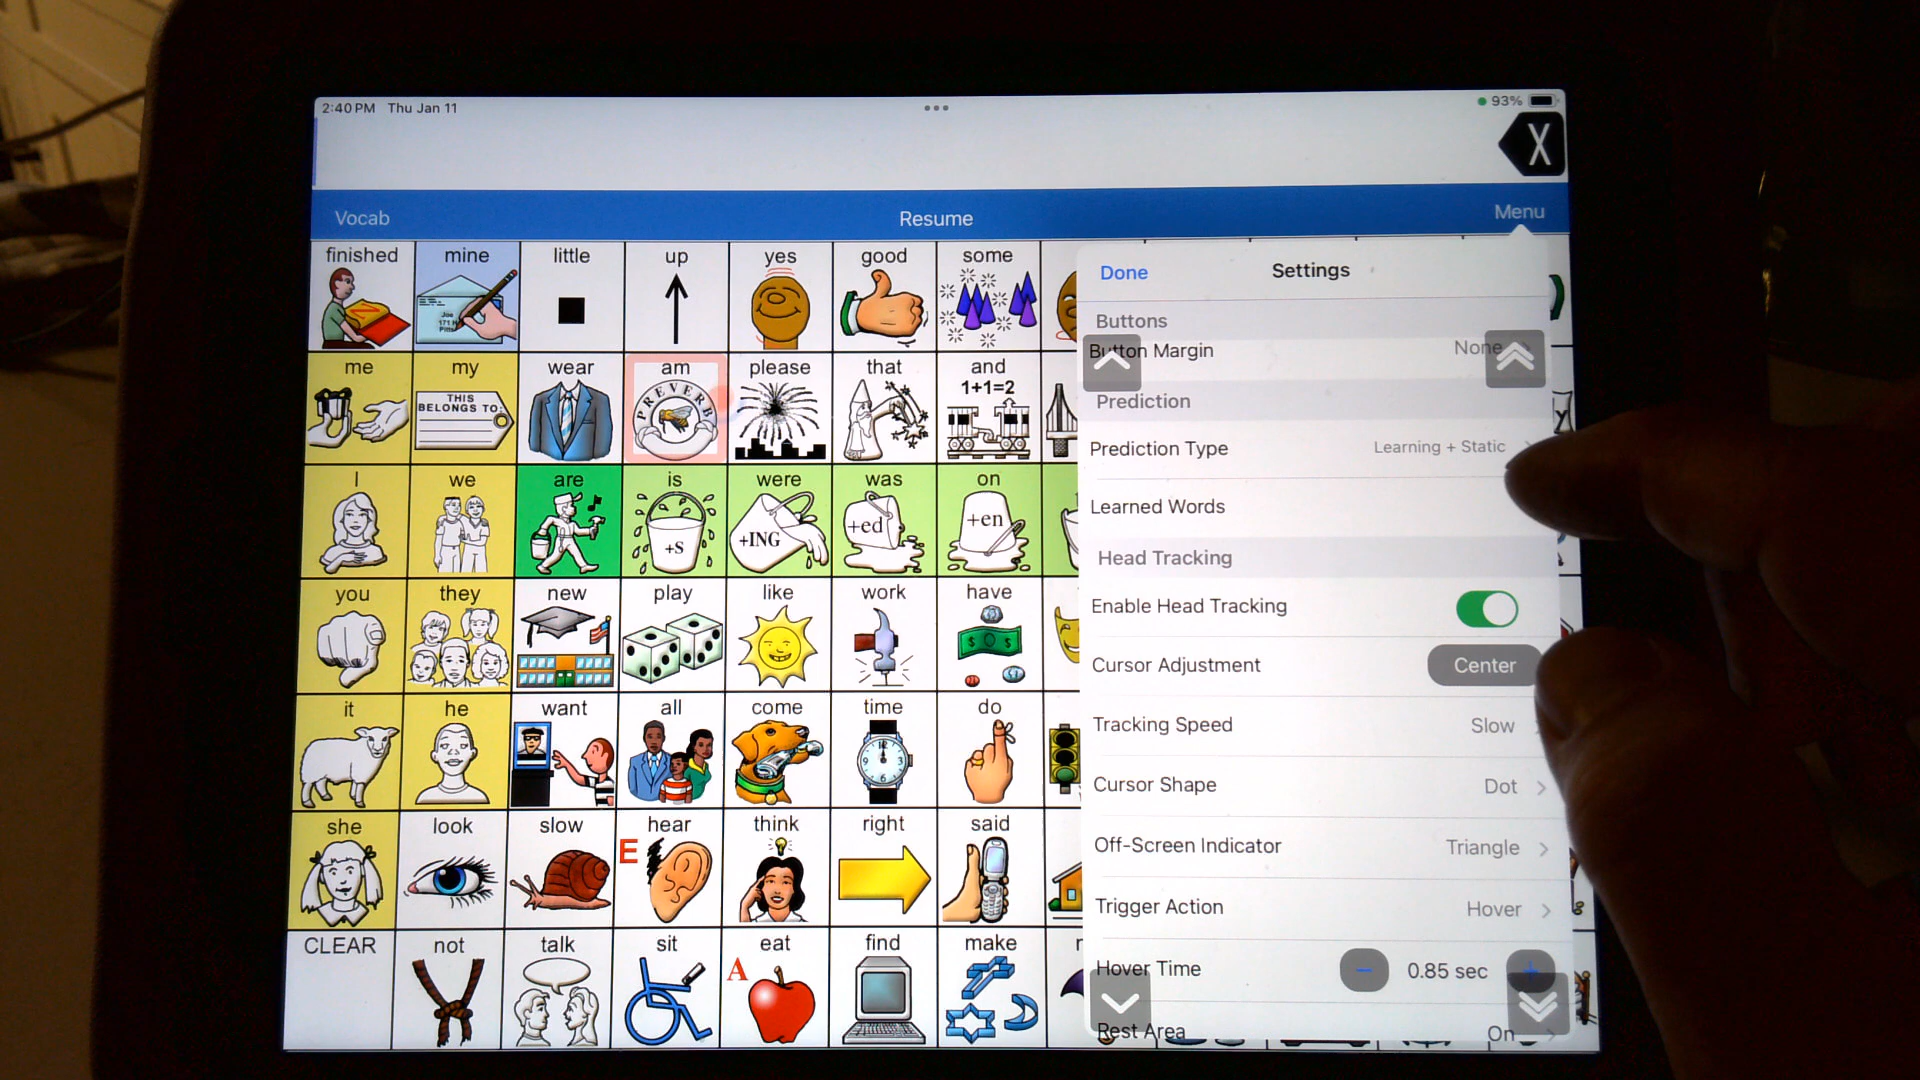 2:40 PM Thu Jan 11
93%
X
Vocab Resume Menu
finished mine little up yes good some
Joe
me my wear am please that and
THIS
BELONGS TO:
PREVERB
1+1=2
I we are is were was on
+S +ING +ed +en
you they new play like work have
it he want all come time do
she look slow hear think right said
E
CLEAR not talk sit eat find make
A
Done Settings
Buttons
Button Margin None
Prediction
Prediction Type Learning + Static
Learned Words
Head Tracking
Enable Head Tracking
Cursor Adjustment Center
Tracking Speed Slow
Cursor Shape Dot
Off-Screen Indicator Triangle
Trigger Action Hover
Hover Time − 0.85 sec +
Rest Area On